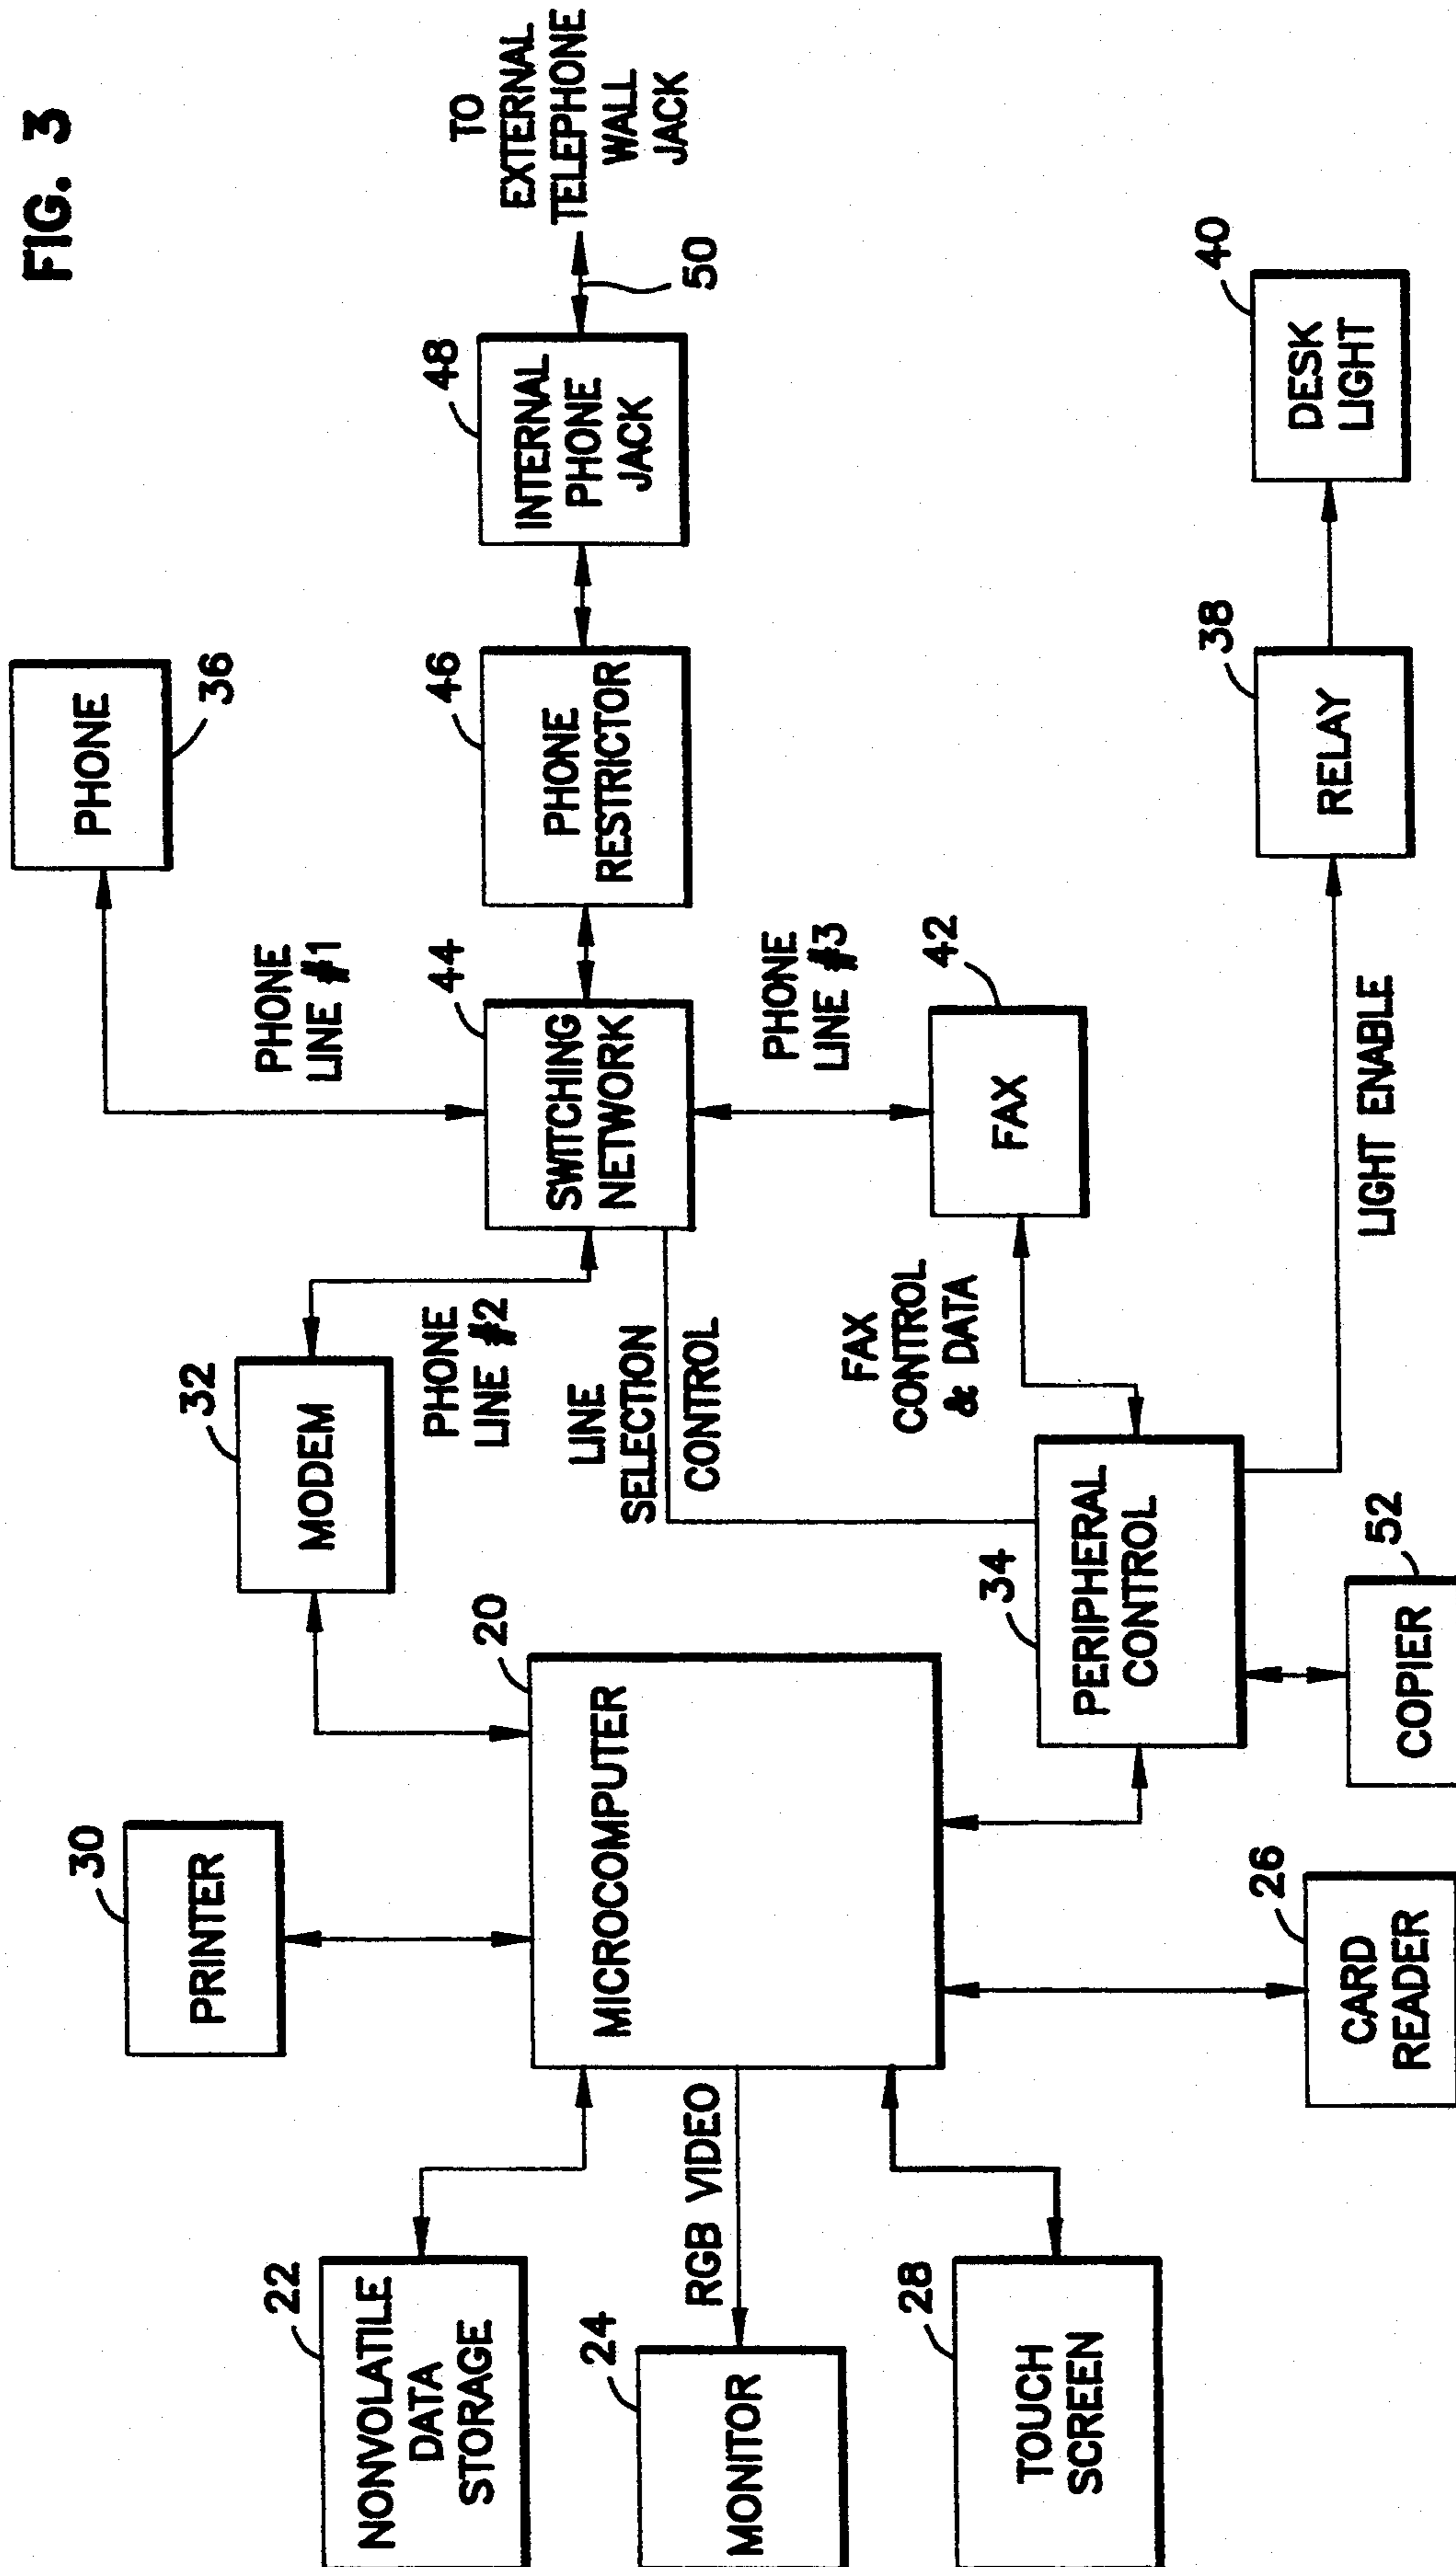 FIG. 3
TO
EXTERNAL
TELEPHONE
WALL
JACK
50
48
INTERNAL
PHONE
JACK
46
PHONE
RESTRICTOR
PHONE
36
PHONE
LINE #1
44
SWITCHING
NETWORK
PHONE
LINE #3
42
FAX
40
DESK
LIGHT
38
RELAY
LIGHT ENABLE
32
MODEM
PHONE
LINE #2
LINE
SELECTION
CONTROL
FAX
CONTROL
& DATA
34
PERIPHERAL
CONTROL
52
COPIER
30
PRINTER
20
MICROCOMPUTER
26
CARD
READER
22
NONVOLATILE
DATA
STORAGE
RGB VIDEO
24
MONITOR
28
TOUCH
SCREEN